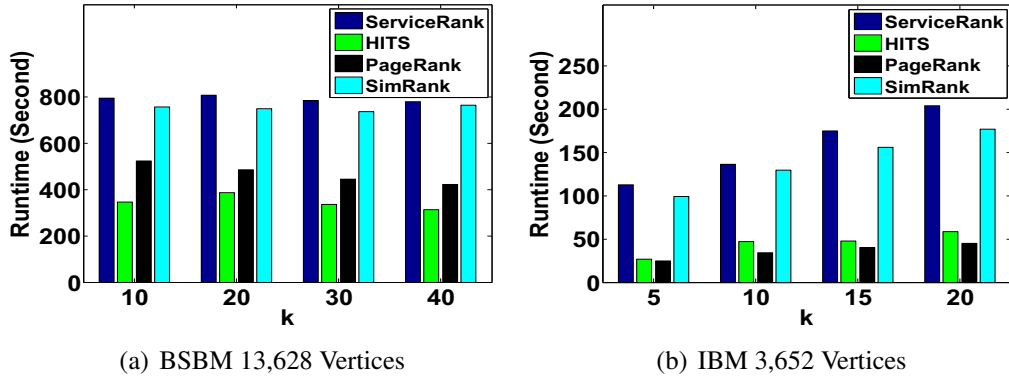 Runtime (Second)
800
600
400
200
0
10 20 30 40
k
ServiceRank
HITS
PageRank
SimRank
(a) BSBM 13,628 Vertices
Runtime (Second)
250
200
150
100
50
0
5 10 15 20
k
ServiceRank
HITS
PageRank
SimRank
(b) IBM 3,652 Vertices